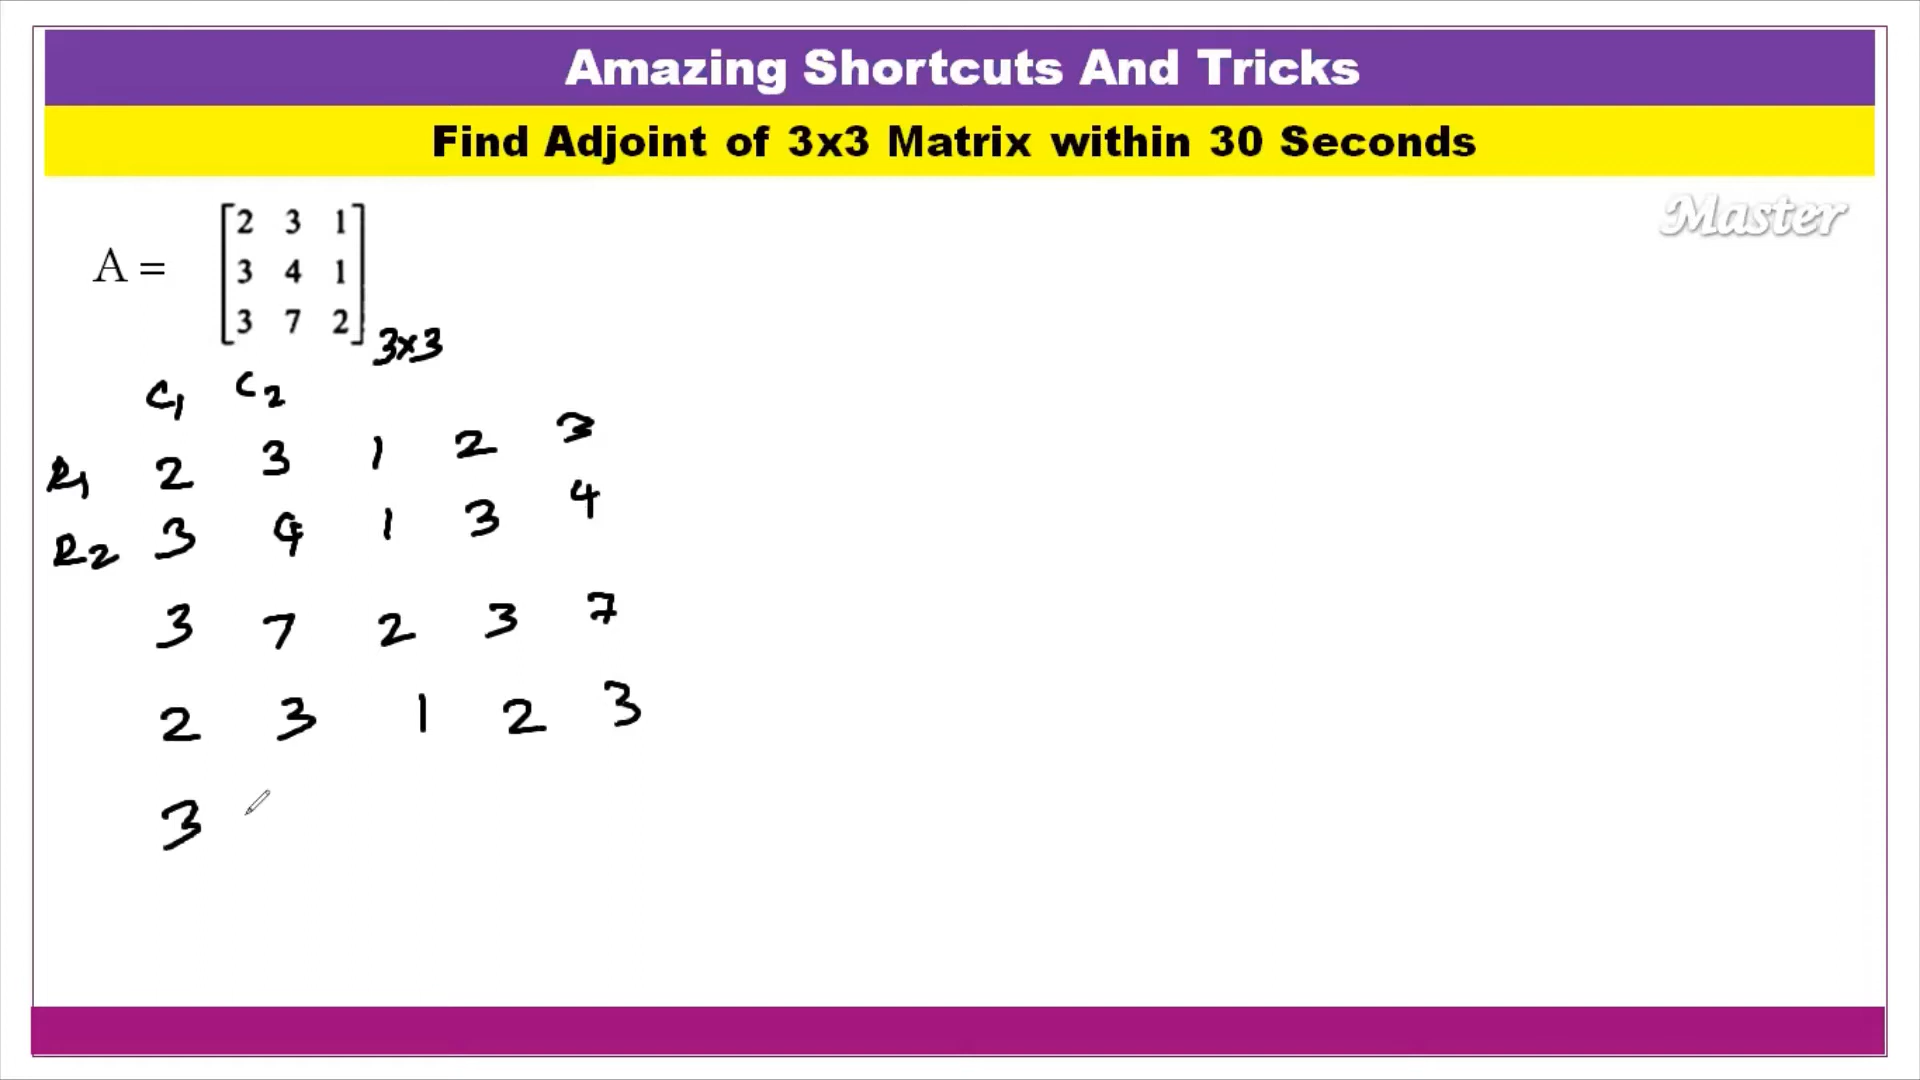 Amazing Shortcuts And Tricks
Find Adjoint of 3x3 Matrix within 30 Seconds
Master
2 3 1
A = 3 4 1
3 7 2
3x3
C1 C2
R1 2 3 1 2 3
R2 3 4 1 3 4
3 7 2 3 7
2 3 1 2 3
3